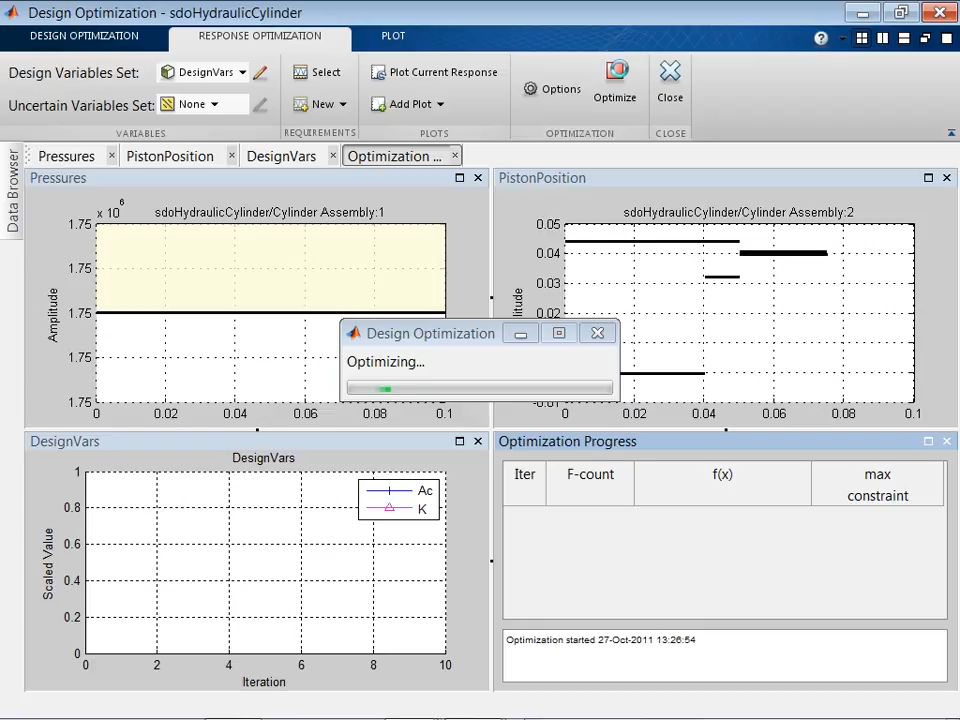 Design Optimization - sdoHydraulicCylinder
DESIGN OPTIMIZATION
RESPONSE OPTIMIZATION
PLOT
Design Variables Set:
DesignVars
Uncertain Variables Set:
None
Select
New
Plot Current Response
Add Plot
Options
Optimize
Close
VARIABLES
REQUIREMENTS
PLOTS
OPTIMIZATION
CLOSE
Data Browser
Pressures
PistonPosition
DesignVars
Optimization ...
Pressures
x 10^6
sdoHydraulicCylinder/Cylinder Assembly:1
1.75
1.75
1.75
1.75
1.75
Amplitude
0 0.02 0.04 0.06 0.08 0.1
PistonPosition
sdoHydraulicCylinder/Cylinder Assembly:2
0.05
0.04
0.03
0.02
-0.01
0 0.02 0.04 0.06 0.08 0.1
Design Optimization
Optimizing...
DesignVars
DesignVars
1
0.8
0.6
0.4
0.2
0
Scaled Value
Ac
K
0 2 4 6 8 10
Iteration
Optimization Progress
Iter F-count f(x) max
constraint
Optimization started 27-Oct-2011 13:26:54